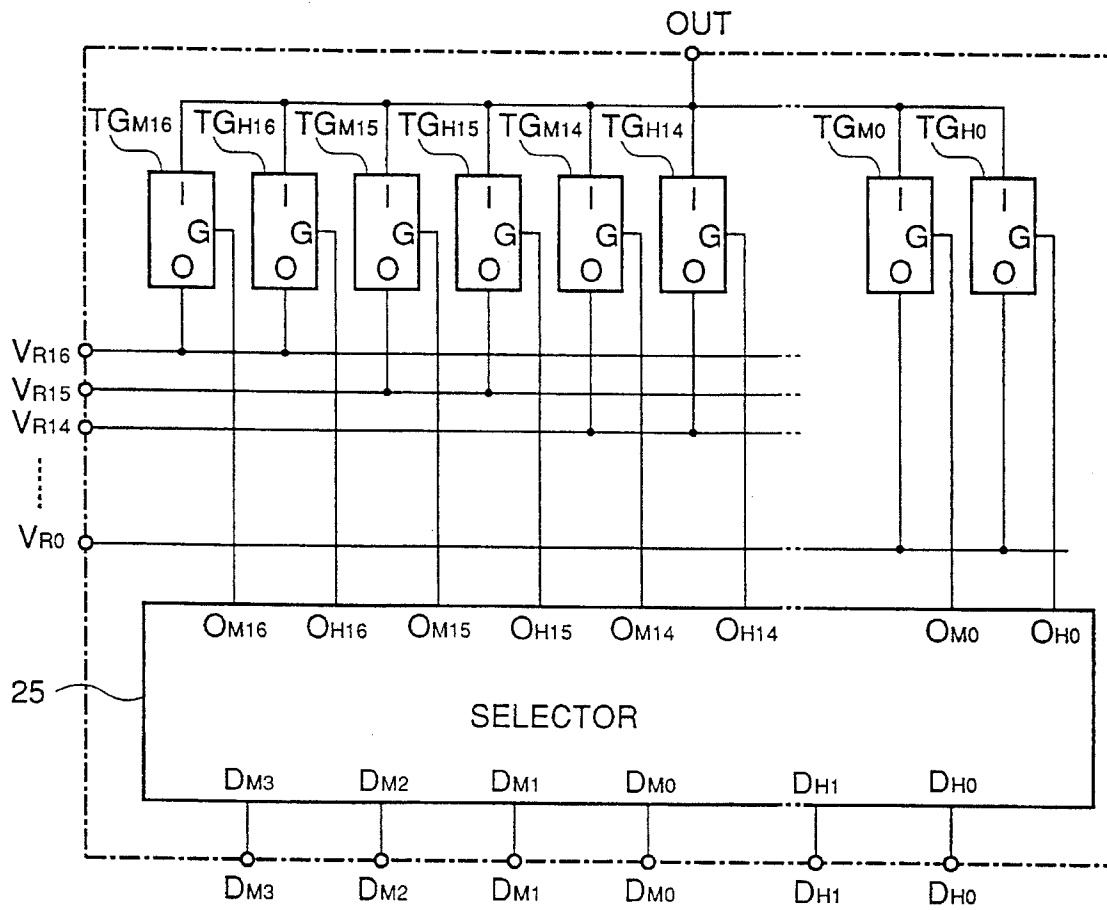 OUT
TGM16 TGH16 TGM15 TGH15 TGM14 TGH14 TGM0 TGH0
I I I I I I I I
G G G G G G G G
O O O O O O O O
VR16
VR15
VR14
VR0
OM16 OH16 OM15 OH15 OM14 OH14 OM0 OH0
25
SELECTOR
DM3 DM2 DM1 DM0 DH1 DH0
DM3 DM2 DM1 DM0 DH1 DH0